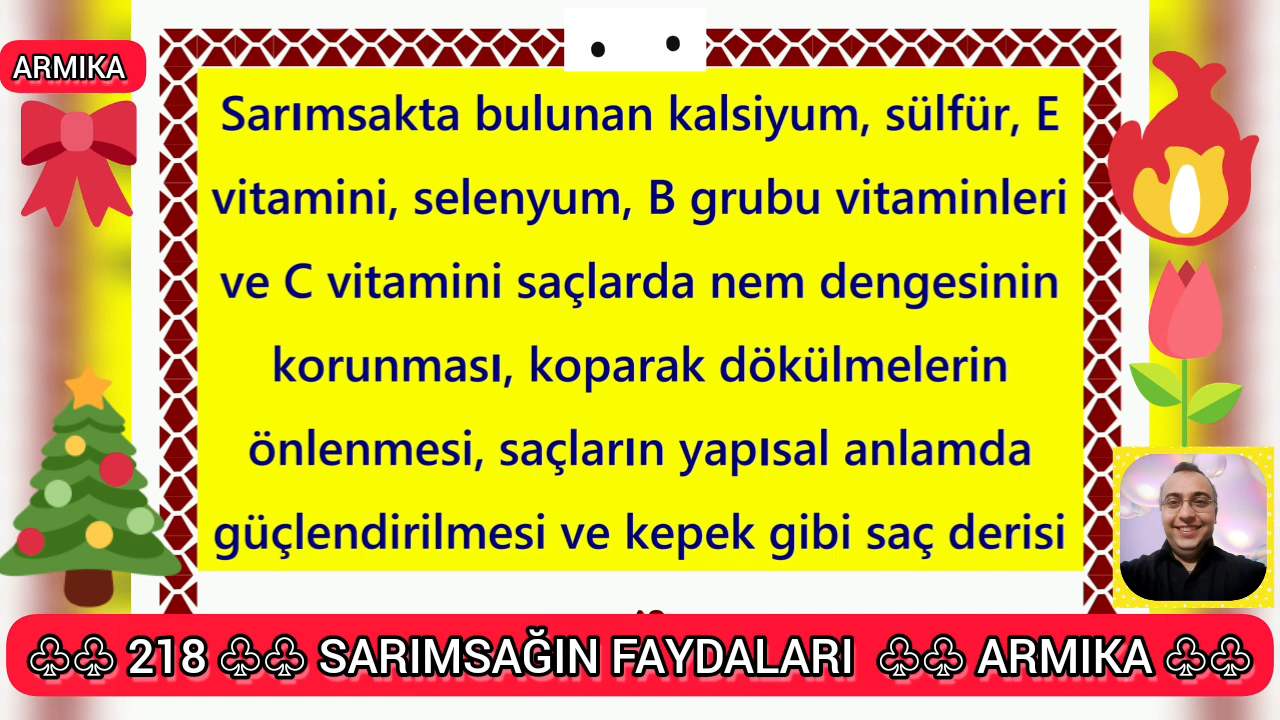 ARMIKA
Sarımsakta bulunan kalsiyum, sülfür, E
vitamini, selenyum, B grubu vitaminleri
ve C vitamini saçlarda nem dengesinin
korunması, koparak dökülmelerin
önlenmesi, saçların yapısal anlamda
güçlendirilmesi ve kepek gibi saç derisi
♧♧ 218 ♧♧ SARIMSAĞIN FAYDALARI ♧♧ ARMIKA ♧♧